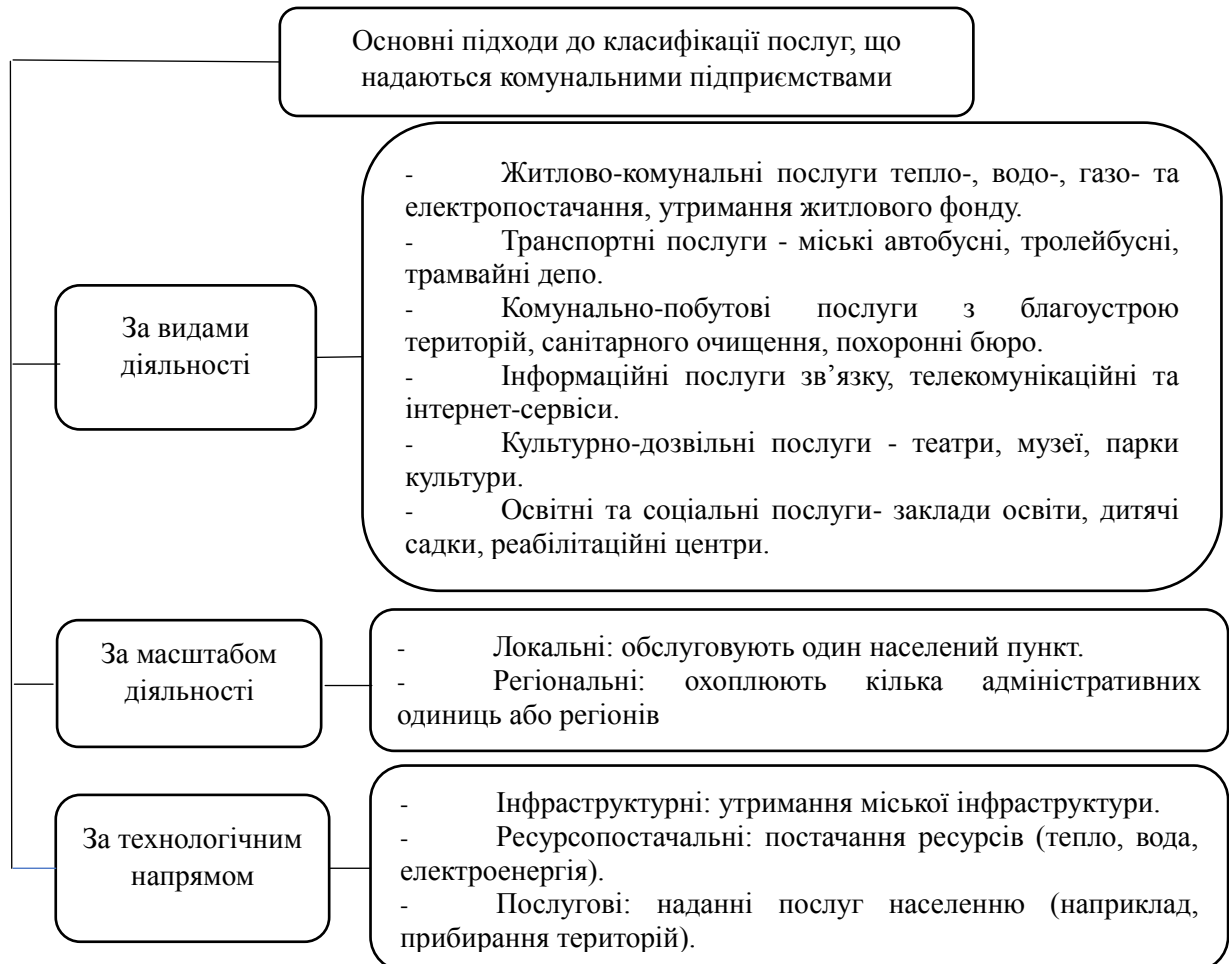 Основні підходи до класифікації послуг, що
надаються комунальними підприємствами
За видами
діяльності
- Житлово-комунальні послуги тепло-, водо-, газо- та
електропостачання, утримання житлового фонду.
- Транспортні послуги - міські автобусні, тролейбусні,
трамвайні депо.
- Комунально-побутові послуги з благоустрою
територій, санітарного очищення, похоронні бюро.
- Інформаційні послуги зв’язку, телекомунікаційні та
інтернет-сервіси.
- Культурно-дозвільні послуги - театри, музеї, парки
культури.
- Освітні та соціальні послуги- заклади освіти, дитячі
садки, реабілітаційні центри.
За масштабом
діяльності
- Локальні: обслуговують один населений пункт.
- Регіональні: охоплюють кілька адміністративних
одиниць або регіонів
За технологічним
напрямом
- Інфраструктурні: утримання міської інфраструктури.
- Ресурсопостачальні: постачання ресурсів (тепло, вода,
електроенергія).
- Послугові: наданні послуг населенню (наприклад,
прибирання територій).